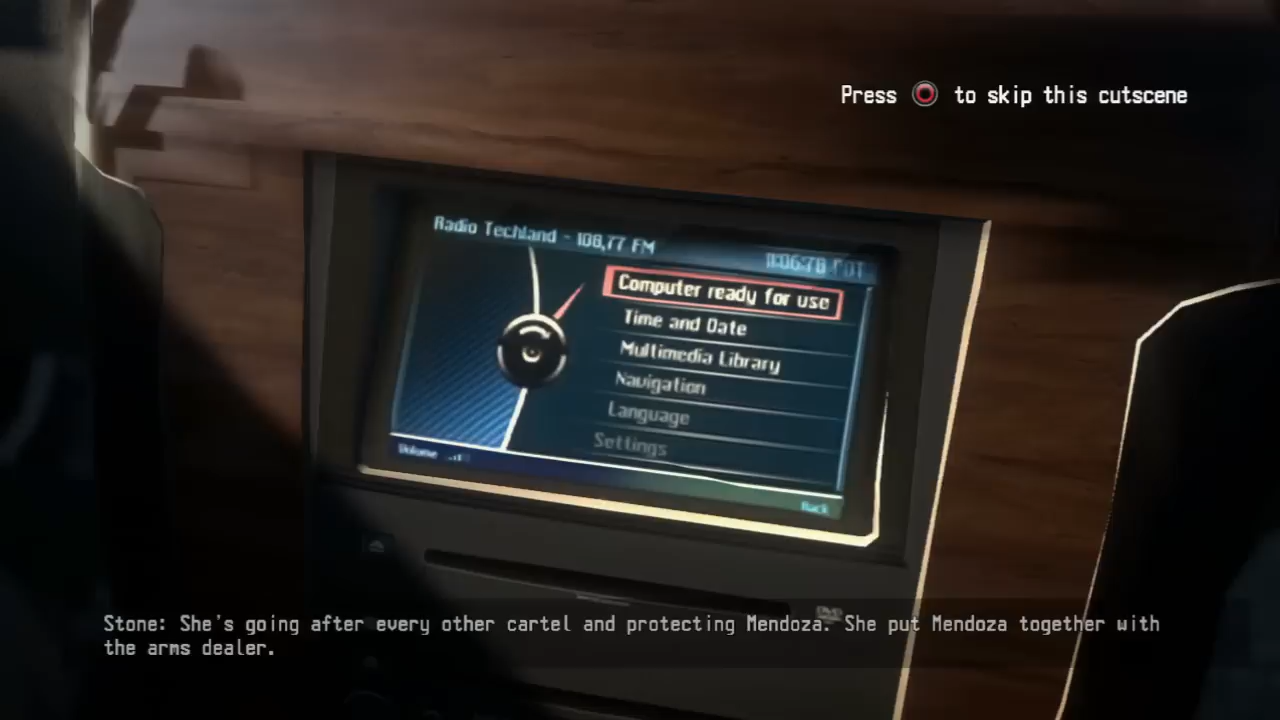 Press to skip this cutscene
Radio Techland - 108,77 FM
Computer ready for use
Time and Date
Multimedia Library
Navigation
Language
Settings
Volume
Back
DVD
Stone: She's going after every other cartel and protecting Mendoza. She put Mendoza together with
the arms dealer.